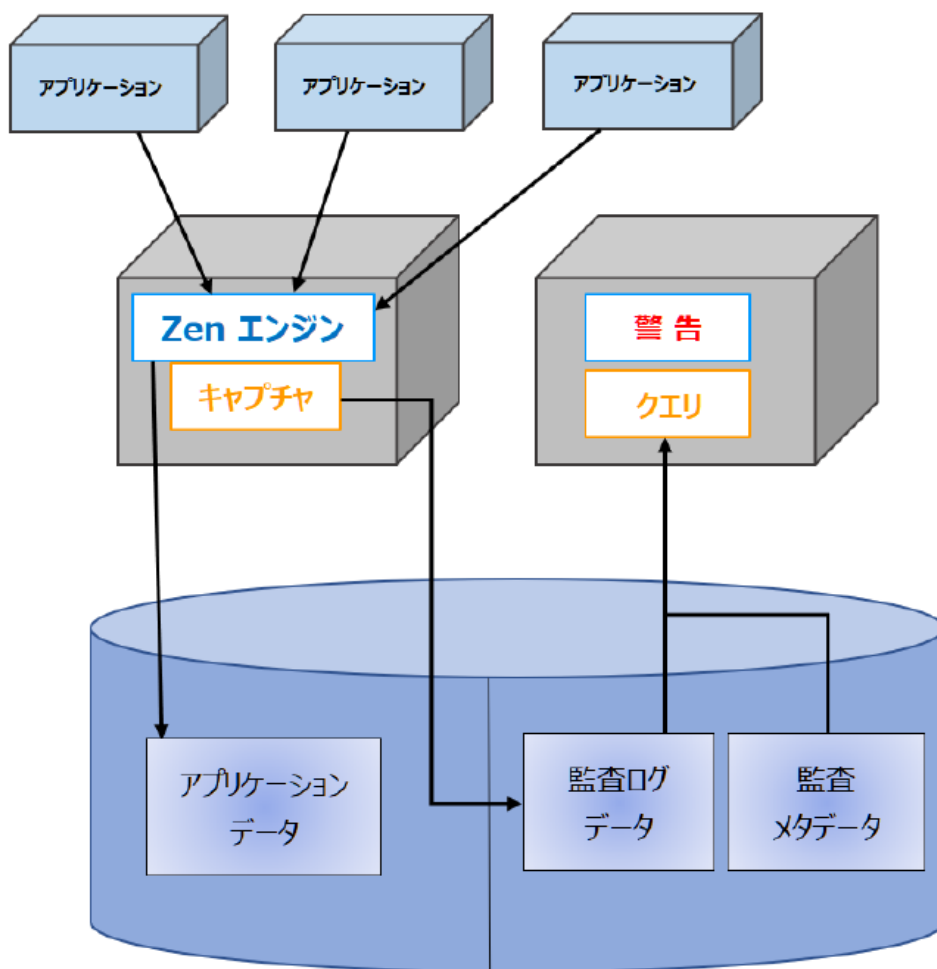 アプリケーション
アプリケーション
アプリケーション
Zen エンジン
キャプチャ
警 告
クエリ
アプリケーション
データ
監査ログ
データ
監査
メタデータ